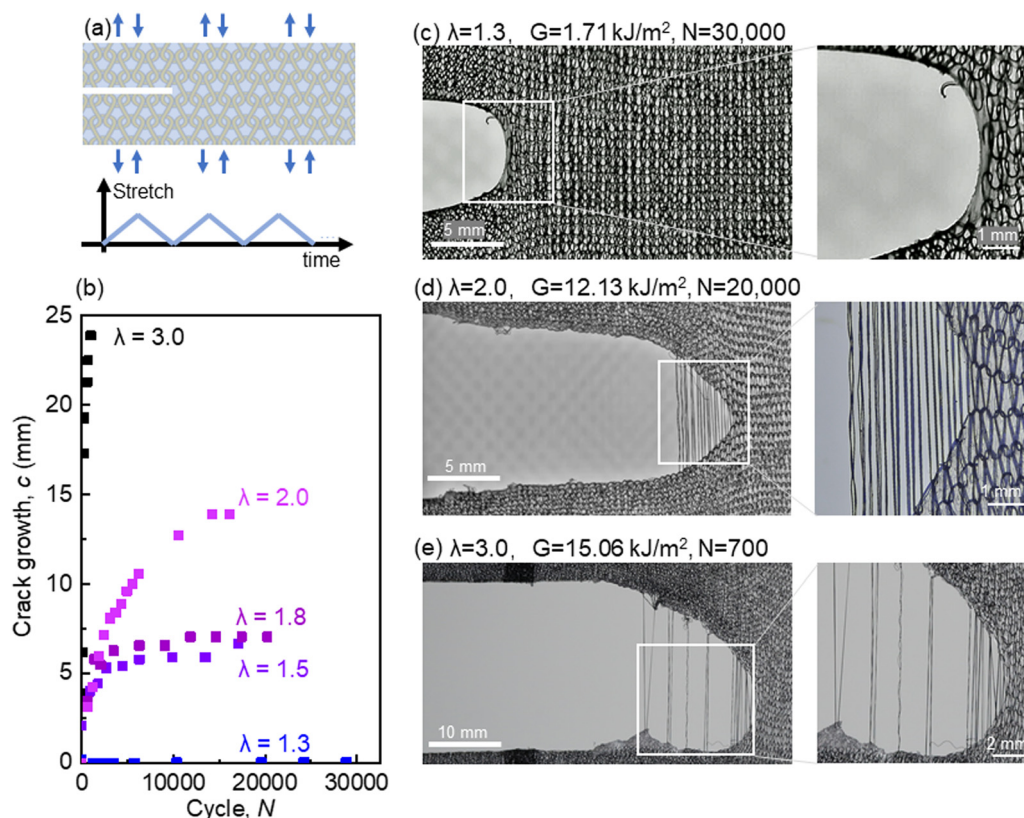 (a)
Stretch
time
(b)
25
20
15
10
5
0
Crack growth, c (mm)
λ = 3.0
λ = 2.0
λ = 1.8
λ = 1.5
λ = 1.3
0 10000 20000 30000
Cycle, N
(c) λ=1.3, G=1.71 kJ/m², N=30,000
5 mm
1 mm
(d) λ=2.0, G=12.13 kJ/m², N=20,000
5 mm
1 mm
(e) λ=3.0, G=15.06 kJ/m², N=700
10 mm
2 mm